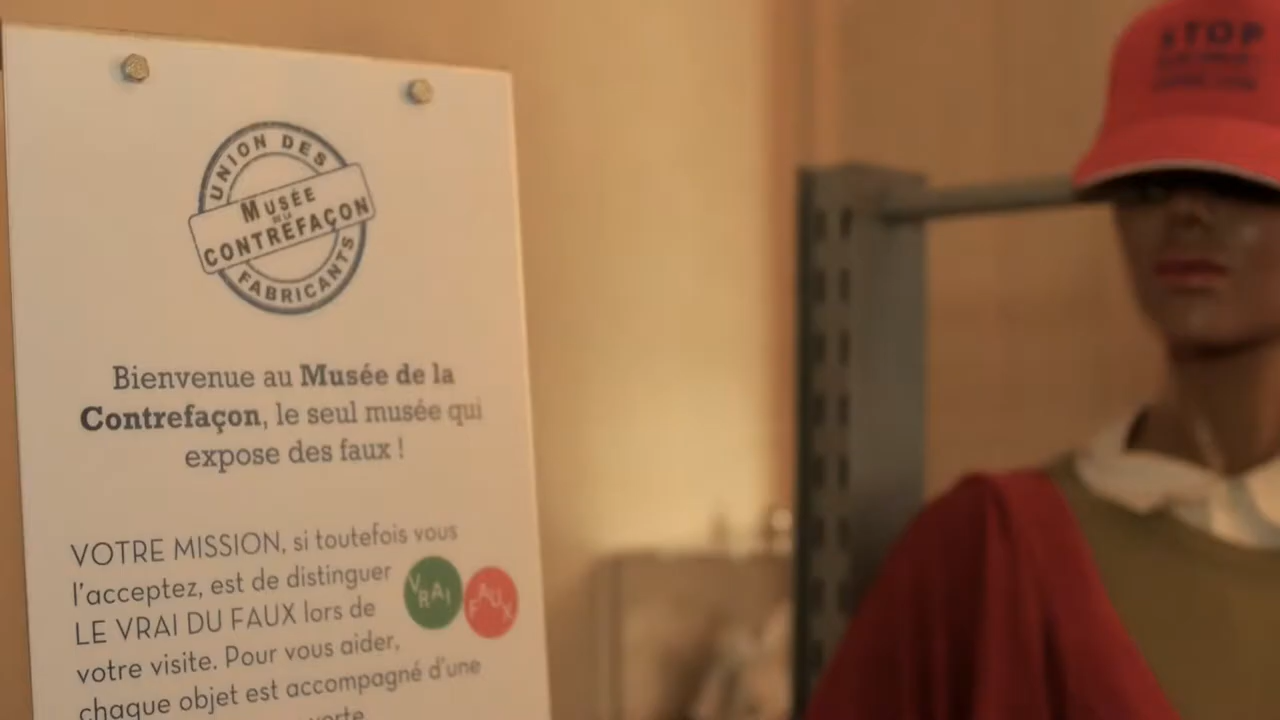 UNION DES
MUSÉE
DE LA
CONTREFAÇON
FABRICANTS
Bienvenue au Musée de la
Contrefaçon, le seul musée qui
expose des faux !
VOTRE MISSION, si toutefois vous
l'acceptez, est de distinguer
LE VRAI DU FAUX lors de
votre visite. Pour vous aider,
chaque objet est accompagné d'une
verte
VRAI
FAUX
STOP